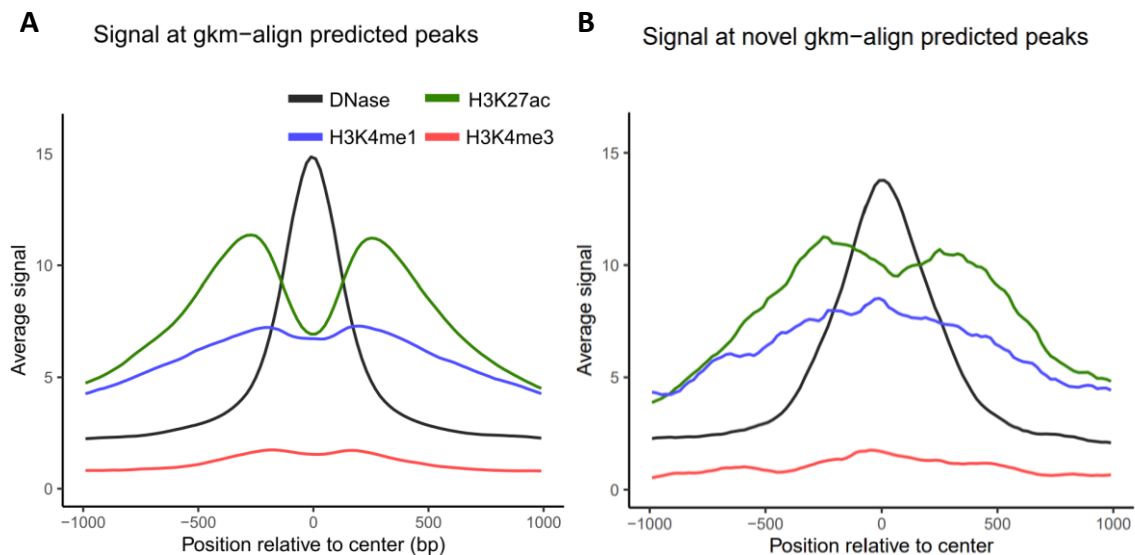 A
Signal at gkm−align predicted peaks
DNase
H3K27ac
H3K4me1
H3K4me3
Average signal
15
10
5
0
−1000
−500
0
500
1000
Position relative to center (bp)
B
Signal at novel gkm−align predicted peaks
Average signal
15
10
5
0
−1000
−500
0
500
1000
Position relative to center